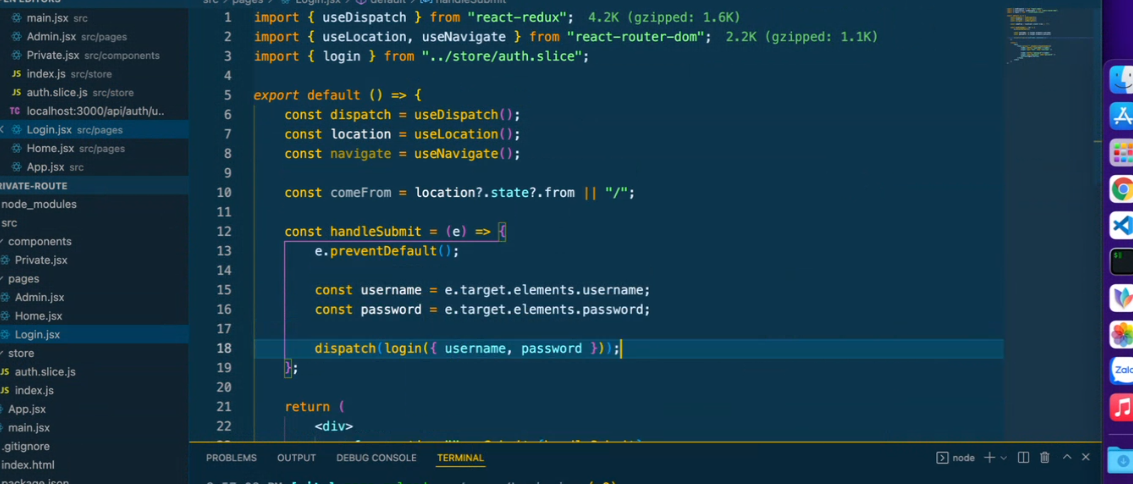 main.jsx src
Admin.jsx src/pages
Private.jsx src/components
JS index.js src/store
JS auth.slice.js src/store
TC localhost:3000/api/auth/u..
Login.jsx src/pages
Home.jsx src/pages
App.jsx src
RIVATE-ROUTE
node_modules
src
components
Private.jsx
pages
Admin.jsx
Home.jsx
Login.jsx
store
auth.slice.js
index.js
App.jsx
main.jsx
.gitignore
index.html
package.json
src > pages > Login.jsx > default > handleSubmit
1 import { useDispatch } from "react-redux"; 4.2K (gzipped: 1.6K)
2 import { useLocation, useNavigate } from "react-router-dom"; 2.2K (gzipped: 1.1K)
3 import { login } from "../store/auth.slice";
4
5 export default () => {
6 const dispatch = useDispatch();
7 const location = useLocation();
8 const navigate = useNavigate();
9
10 const comeFrom = location?.state?.from || "/";
11
12 const handleSubmit = (e) => {
13 e.preventDefault();
14
15 const username = e.target.elements.username;
16 const password = e.target.elements.password;
17
18 dispatch(login({ username, password }));
19 };
20
21 return (
22 <div>
PROBLEMS OUTPUT DEBUG CONSOLE TERMINAL
node
Zalo